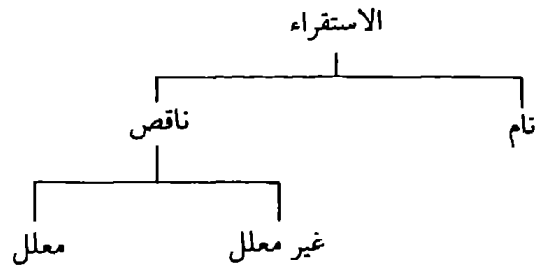 الاستقراء
تام
ناقص
غير معلل
معلل